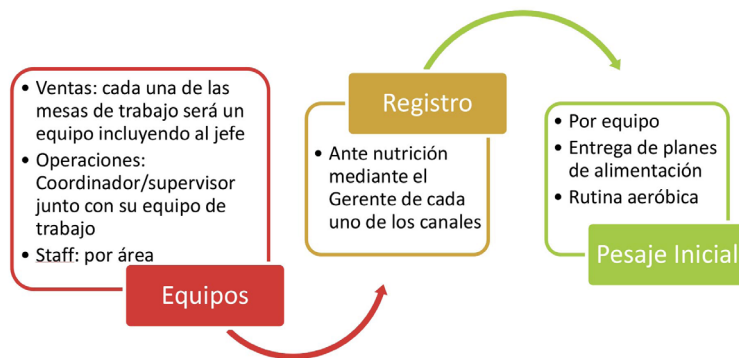 • Ventas: cada una de las
mesas de trabajo será un
equipo incluyendo al jefe
• Operaciones:
Coordinador/supervisor
junto con su equipo de
trabajo
• Staff: por área
Equipos
Registro
• Ante nutrición
mediante el
Gerente de cada
uno de los canales
• Por equipo
• Entrega de planes
de alimentación
• Rutina aeróbica
Pesaje Inicial